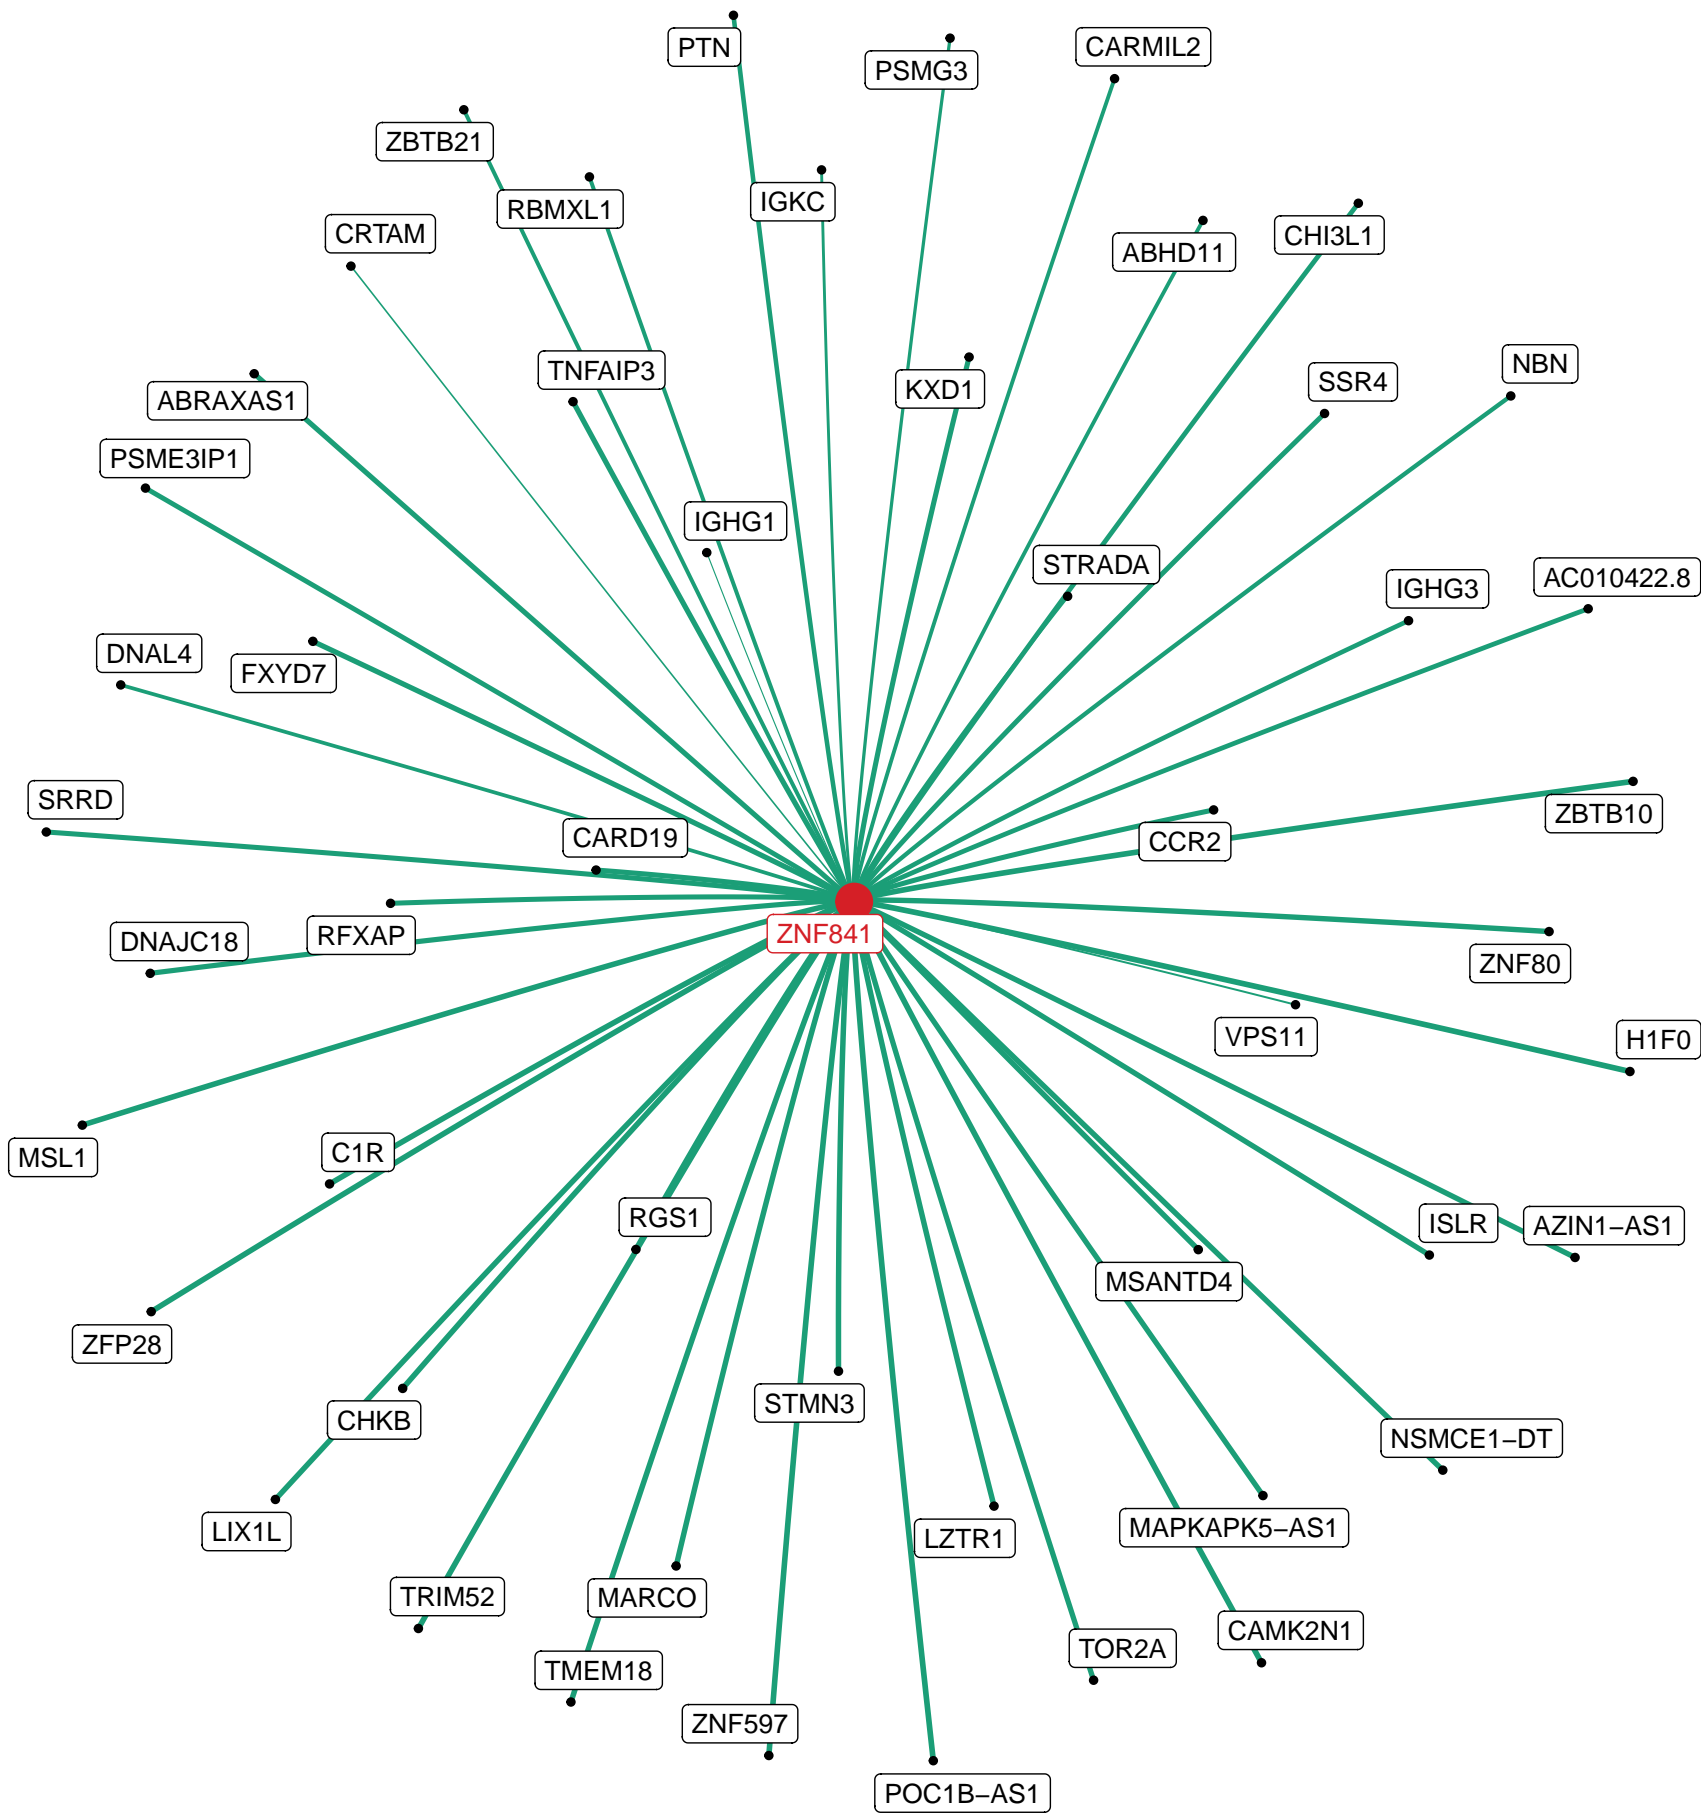 PTN
CARMIL2
PSMG3
ZBTB21
IGKC
RBMXL1
CRTAM
CHI3L1
ABHD11
NBN
TNFAIP3
SSR4
KXD1
ABRAXAS1
PSME3IP1
IGHG1
STRADA
AC010422.8
IGHG3
DNAL4
FXYD7
SRRD
ZBTB10
CARD19
CCR2
ZNF841
RFXAP
DNAJC18
ZNF80
VPS11
H1F0
C1R
MSL1
RGS1
ISLR
AZIN1−AS1
MSANTD4
ZFP28
STMN3
CHKB
NSMCE1−DT
MAPKAPK5−AS1
LIX1L
LZTR1
TRIM52
MARCO
CAMK2N1
TOR2A
TMEM18
ZNF597
POC1B−AS1